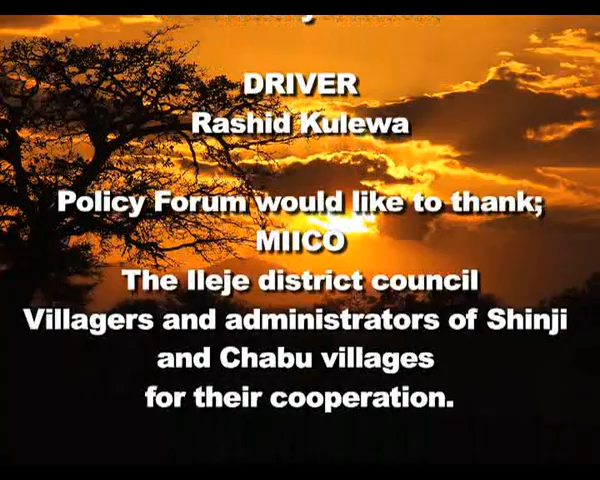 DRIVER
Rashid Kulewa
Policy Forum would like to thank;
MIICO
The Ileje district council
Villagers and administrators of Shinji
and Chabu villages
for their cooperation.